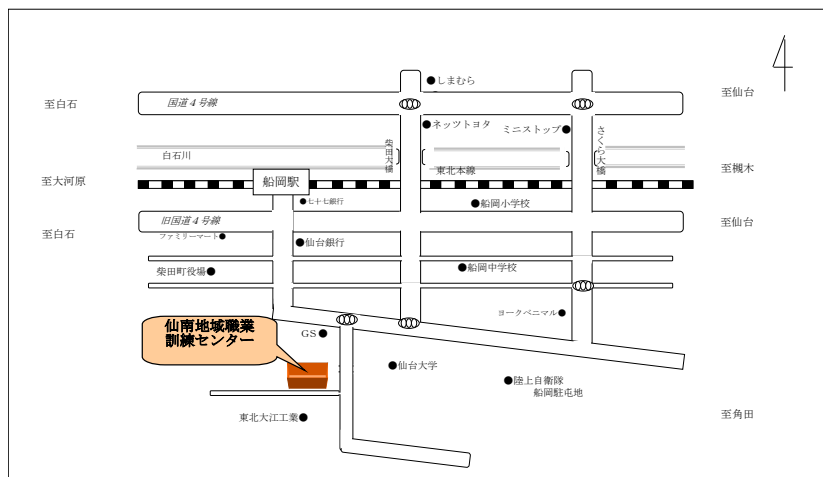 しまむら
至仙台
至白石
国道４号線
ネッツトヨタ
ミニストップ
柴田大橋
さくら大橋
白石川
東北本線
至槻木
至大河原
船岡駅
七十七銀行
船岡小学校
旧国道４号線
至仙台
至白石
ファミリーマート
仙台銀行
柴田町役場
船岡中学校
ヨークベニマル
仙南地域職業
訓練センター
GS
仙台大学
陸上自衛隊
船岡駐屯地
東北大江工業
至角田